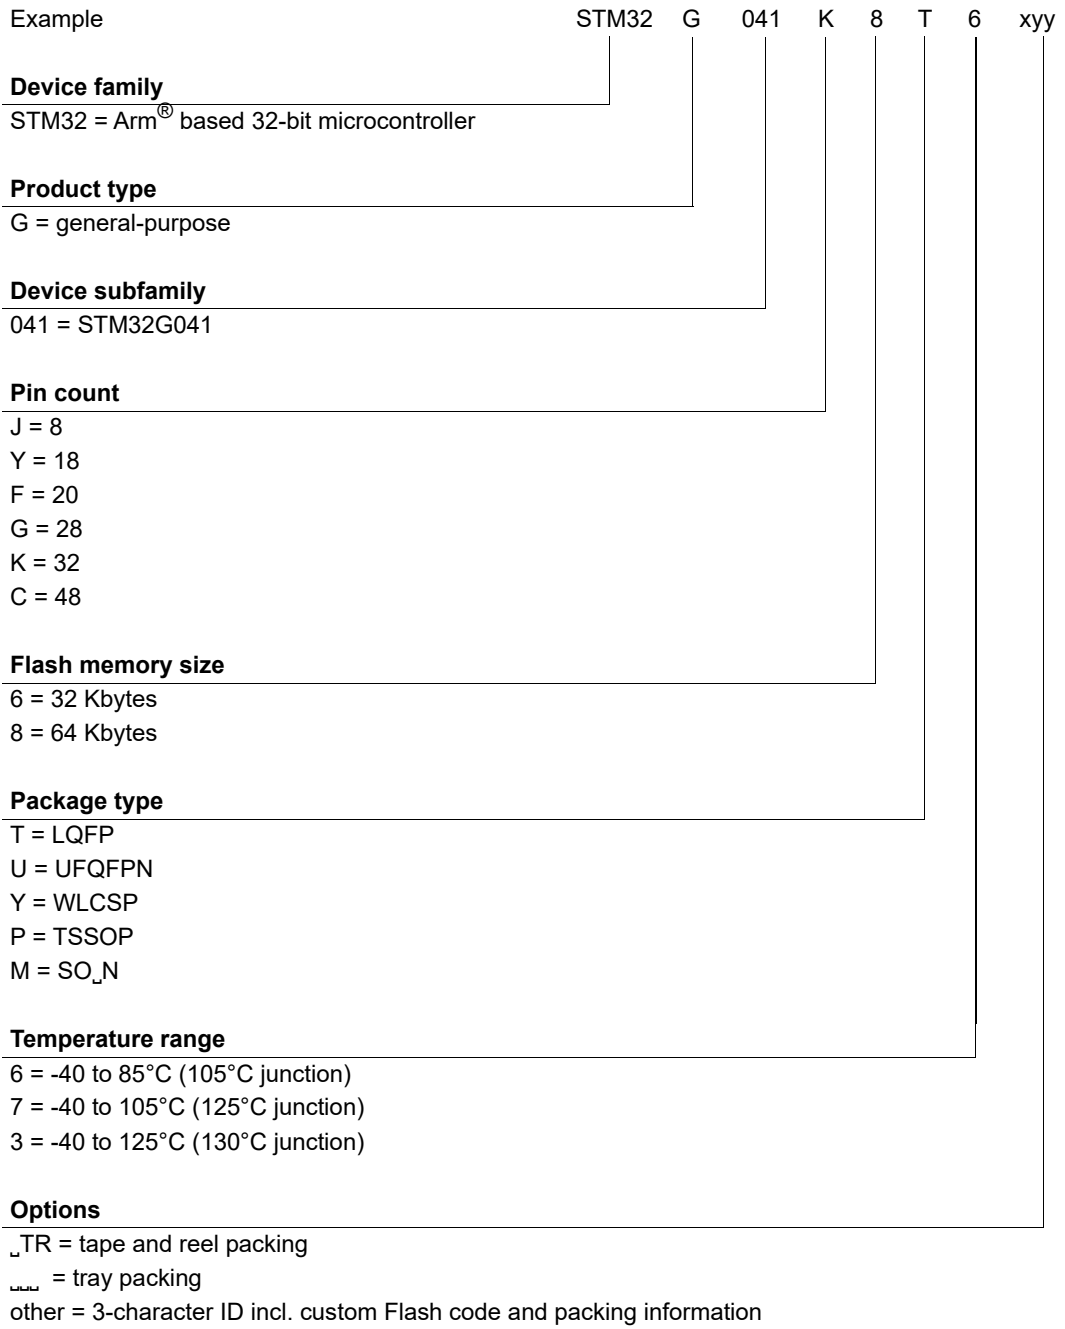 Example STM32 G 041 K 8 T 6 xyy
Device family
STM32 = Arm® based 32-bit microcontroller
Product type
G = general-purpose
Device subfamily
041 = STM32G041
Pin count
J = 8
Y = 18
F = 20
G = 28
K = 32
C = 48
Flash memory size
6 = 32 Kbytes
8 = 64 Kbytes
Package type
T = LQFP
U = UFQFPN
Y = WLCSP
P = TSSOP
M = SO␣N
Temperature range
6 = -40 to 85°C (105°C junction)
7 = -40 to 105°C (125°C junction)
3 = -40 to 125°C (130°C junction)
Options
␣TR = tape and reel packing
␣␣␣ = tray packing
other = 3-character ID incl. custom Flash code and packing information